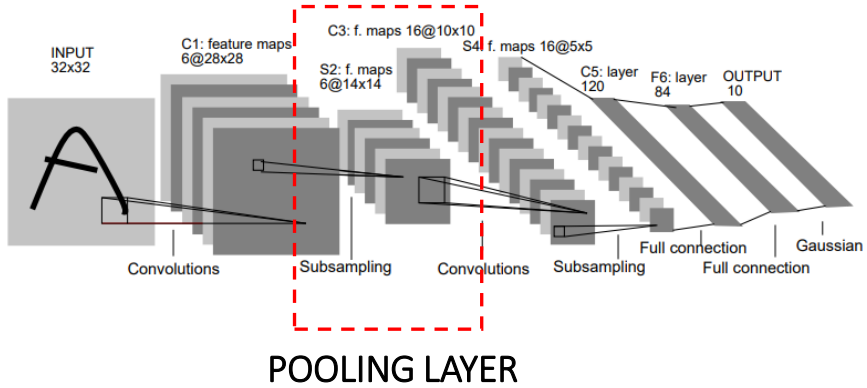 INPUT
32x32
C1: feature maps
6@28x28
S2: f. maps
6@14x14
C3: f. maps 16@10x10
S4: f. maps 16@5x5
C5: layer
120
F6: layer
84
OUTPUT
10
Convolutions
Subsampling
Convolutions
Subsampling
Full connection
Full connection
Gaussian
POOLING LAYER